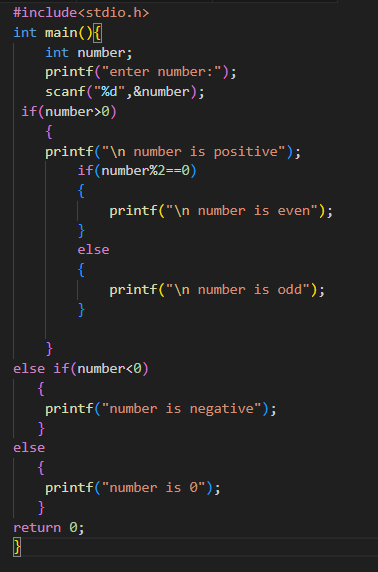 #include<stdio.h>
int main(){
    int number;
    printf("enter number:");
    scanf("%d",&number);
 if(number>0)
    {
    printf("\n number is positive");
        if(number%2==0)
        {
            printf("\n number is even");
        }
        else
        {
            printf("\n number is odd");
        }
    }
else if(number<0)
   {
    printf("number is negative");
   }
else
   {
    printf("number is 0");
   }
return 0;
}